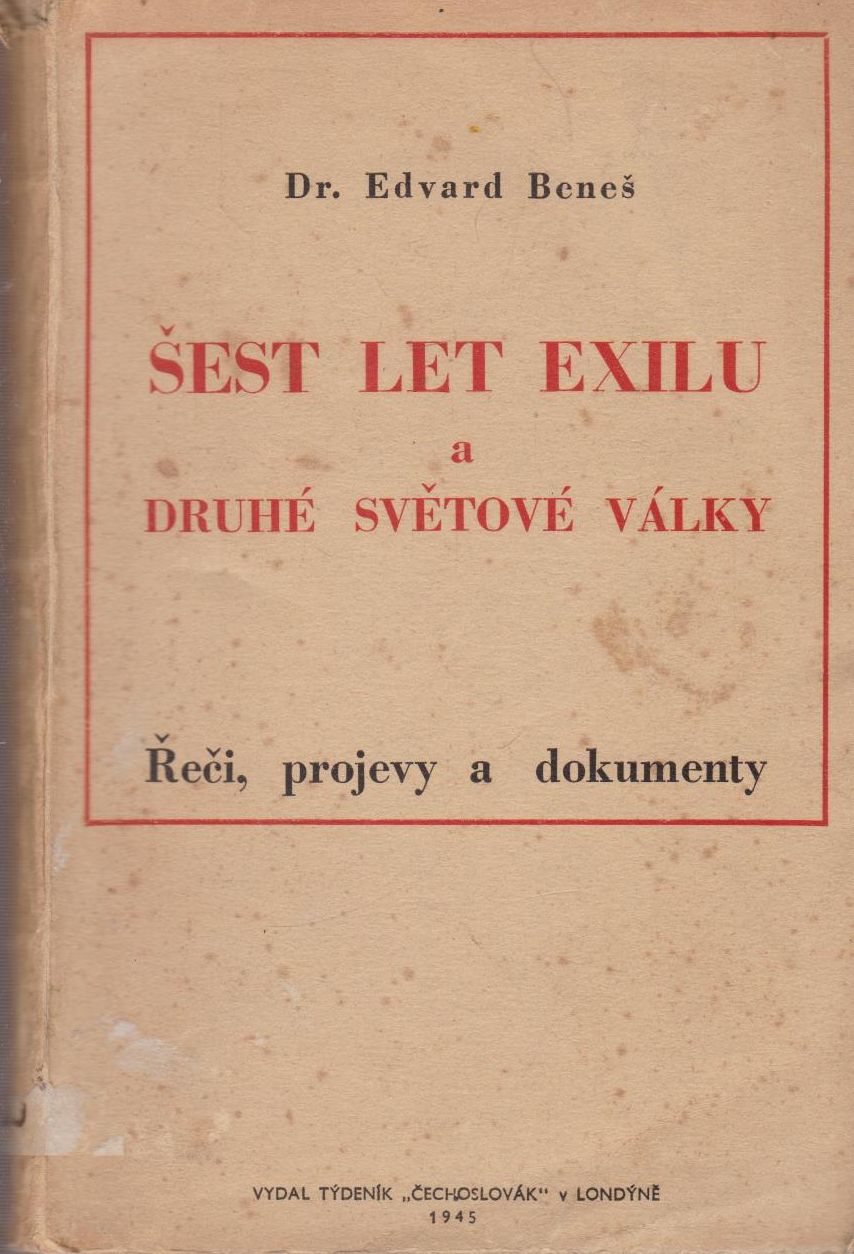 Dr. Edvard Beneš
ŠEST LET EXILU
a
DRUHÉ SVĚTOVÉ VÁLKY
Řeči, projevy a dokumenty
VYDAL TÝDENÍK „ČECHOSLOVÁK“ v LONDÝNĚ
1945